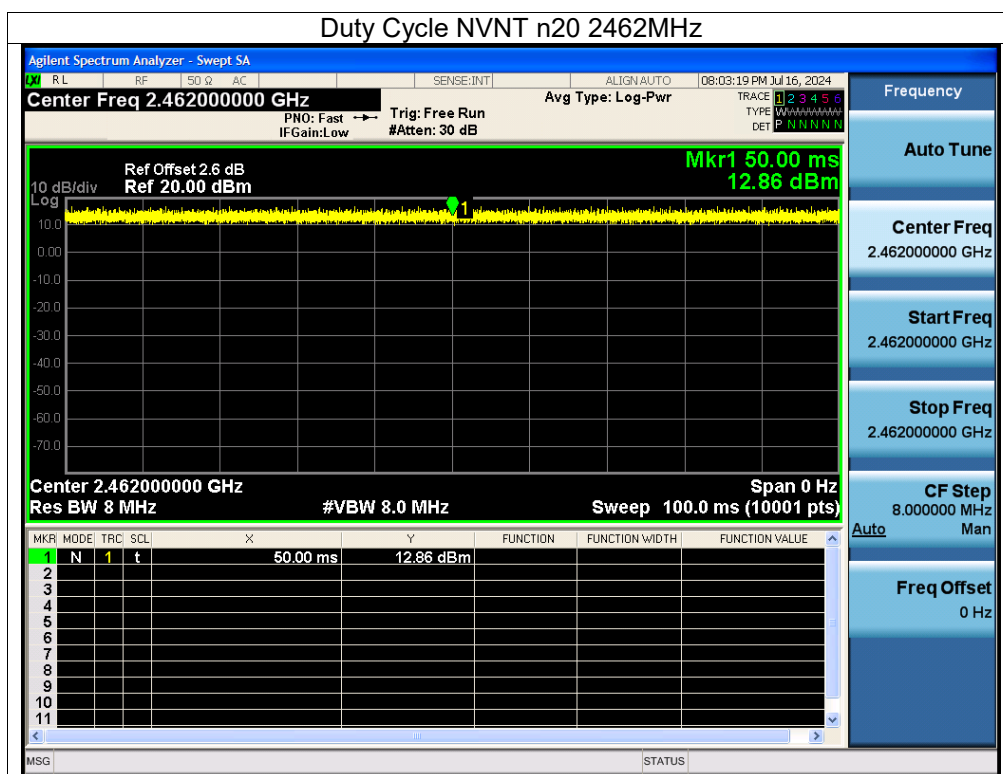 Duty Cycle NVNT n20 2462MHz
Agilent Spectrum Analyzer - Swept SA
LXI RL RF 50 Ω AC SENSE:INT ALIGN AUTO 08:03:19 PM Jul 16, 2024
Center Freq 2.462000000 GHz
PNO: Fast
IFGain:Low
Trig: Free Run
#Atten: 30 dB
Avg Type: Log-Pwr
TRACE 1 2 3 4 5 6
TYPE W
DET P N N N N N
Mkr1 50.00 ms
12.86 dBm
Ref Offset 2.6 dB
10 dB/div Ref 20.00 dBm
Log
1
10.0
0.00
-10.0
-20.0
-30.0
-40.0
-50.0
-60.0
-70.0
Center 2.462000000 GHz Span 0 Hz
Res BW 8 MHz #VBW 8.0 MHz Sweep 100.0 ms (10001 pts)
MKR MODE TRC SCL X Y FUNCTION FUNCTION WIDTH FUNCTION VALUE
1 N 1 t 50.00 ms 12.86 dBm
2
3
4
5
6
7
8
9
10
11
MSG STATUS
Frequency
Auto Tune
Center Freq
2.462000000 GHz
Start Freq
2.462000000 GHz
Stop Freq
2.462000000 GHz
CF Step
8.000000 MHz
Auto Man
Freq Offset
0 Hz